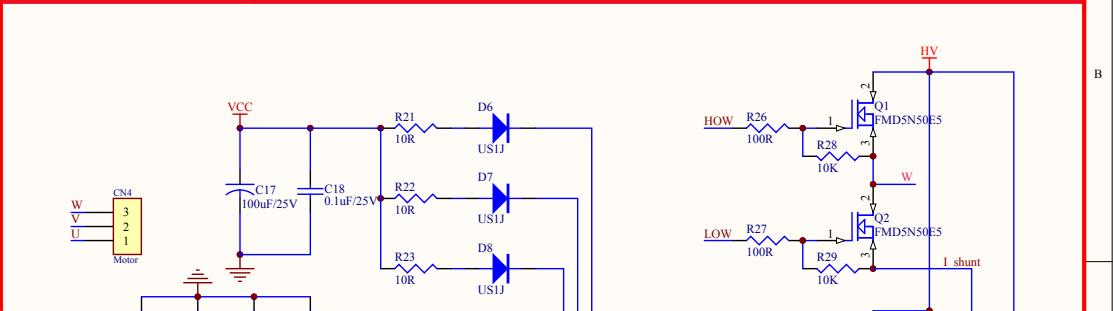 HV
B
VCC
D6
R21
10R
US1J
HOW
R26
100R
1
2
Q1
FMD5N50E5
3
R28
10K
C17
100uF/25V
C18
0.1uF/25V
D7
R22
10R
US1J
W
CN4
W
3
V
2
U
1
Motor
2
Q2
FMD5N50E5
LOW
R27
100R
1
3
R29
10K
I_shunt
D8
R23
10R
US1J